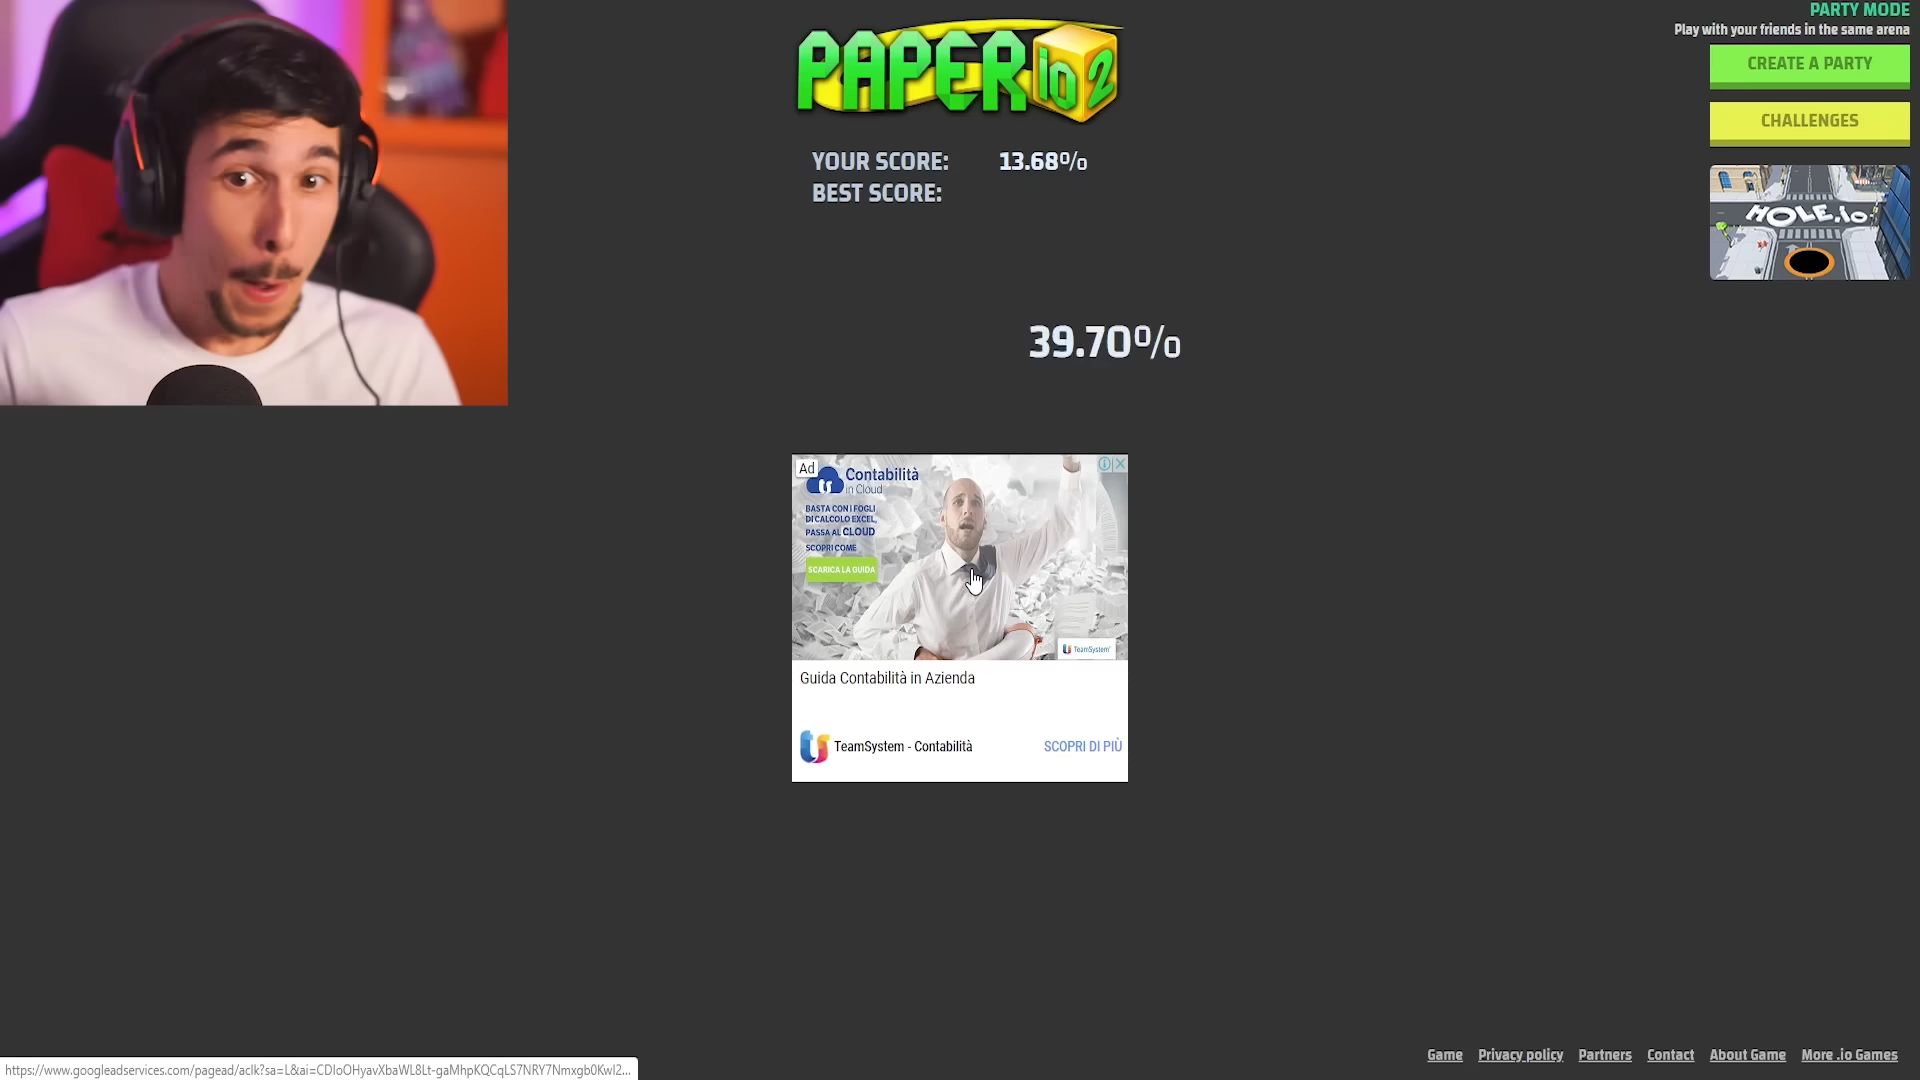 PAPER io 2
PARTY MODE
Play with your friends in the same arena
CREATE A PARTY
CHALLENGES
HOLE.io
YOUR SCORE: 13.68%
BEST SCORE:
39.70%
Ad
Contabilità
in Cloud
BASTA CON I FOGLI
DI CALCOLO EXCEL,
PASSA AL CLOUD
SCOPRI COME
SCARICA LA GUIDA
TeamSystem
Guida Contabilità in Azienda
TeamSystem - Contabilità
SCOPRI DI PIÙ
Game Privacy policy Partners Contact About Game More .io Games
https://www.googleadservices.com/pagead/aclk?sa=L&ai=CDIoOHyavXbaWL8Lt-gaMhpKQCqLS7NRY7Nmxgb0Kwl2...